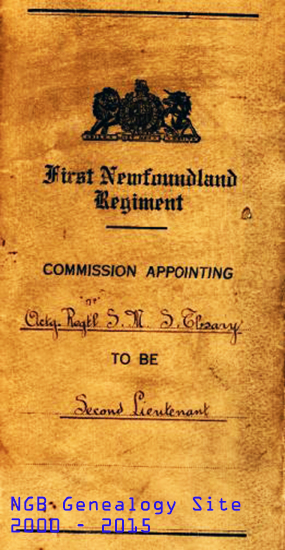 First Newfoundland
Regiment
COMMISSION APPOINTING
Actg. Regtl S. M. S.
TO BE
Second Lieutenant
NGB Genealogy Site
2000 - 2015